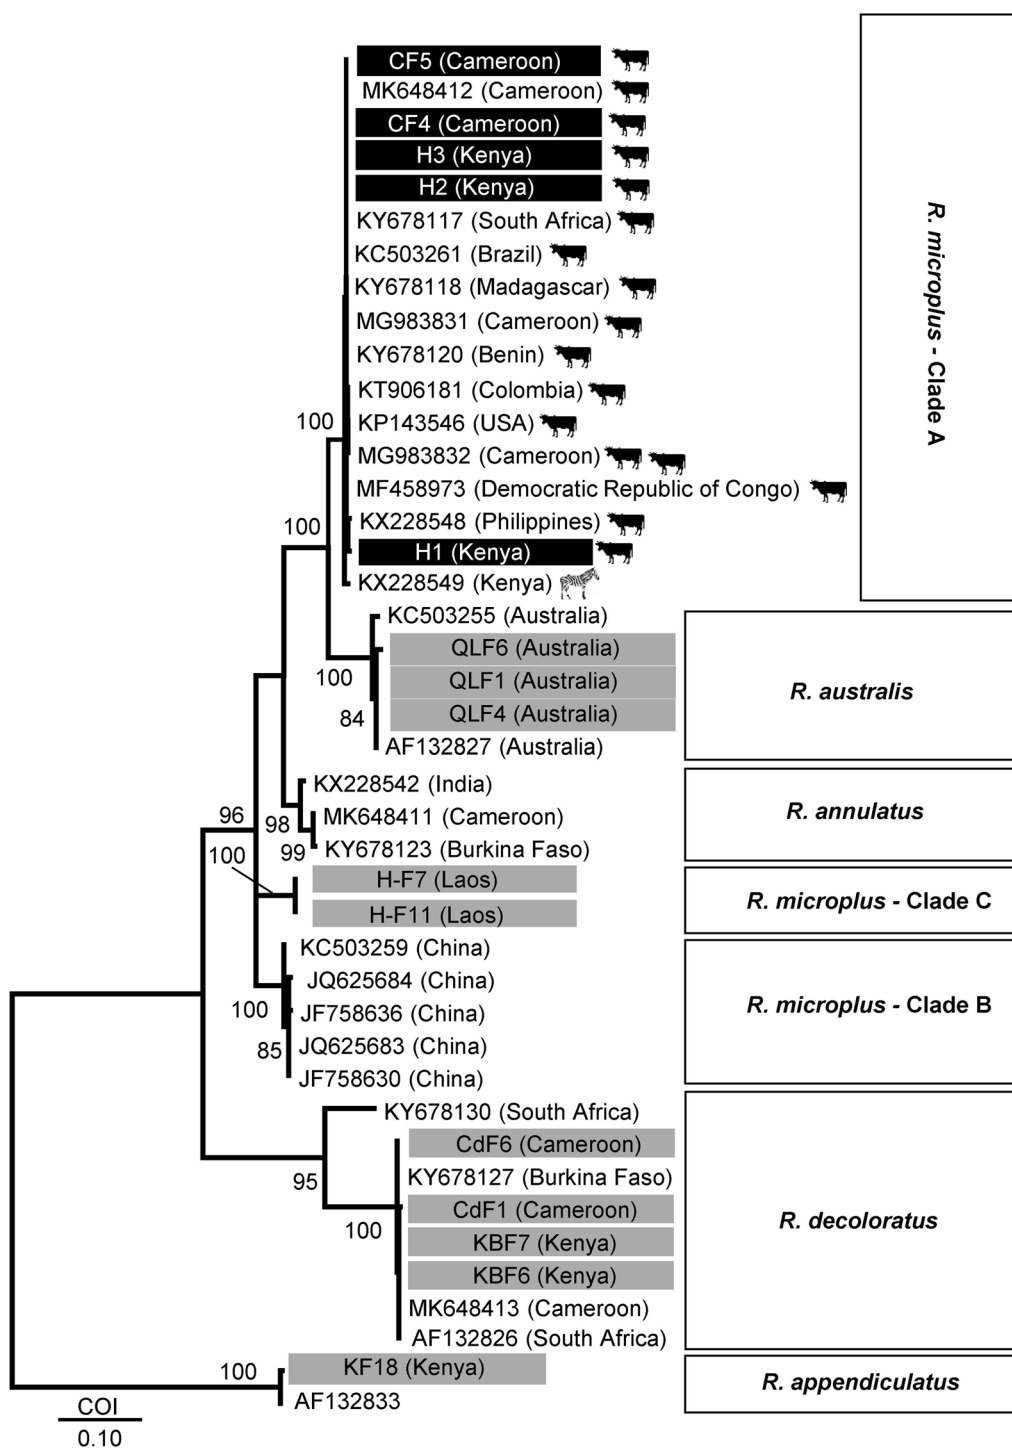 CF5 (Cameroon)
MK648412 (Cameroon)
CF4 (Cameroon)
H3 (Kenya)
H2 (Kenya)
KY678117 (South Africa)
KC503261 (Brazil)
KY678118 (Madagascar)
MG983831 (Cameroon)
KY678120 (Benin)
KT906181 (Colombia)
100
KP143546 (USA)
MG983832 (Cameroon)
MF458973 (Democratic Republic of Congo)
KX228548 (Philippines)
100
H1 (Kenya)
KX228549 (Kenya)
R. microplus - Clade A
KC503255 (Australia)
QLF6 (Australia)
100
QLF1 (Australia)
84
QLF4 (Australia)
AF132827 (Australia)
R. australis
KX228542 (India)
96
98
MK648411 (Cameroon)
99
KY678123 (Burkina Faso)
R. annulatus
100
H-F7 (Laos)
H-F11 (Laos)
R. microplus - Clade C
KC503259 (China)
JQ625684 (China)
100
JF758636 (China)
85
JQ625683 (China)
JF758630 (China)
R. microplus - Clade B
KY678130 (South Africa)
CdF6 (Cameroon)
95
KY678127 (Burkina Faso)
100
CdF1 (Cameroon)
KBF7 (Kenya)
KBF6 (Kenya)
MK648413 (Cameroon)
AF132826 (South Africa)
R. decoloratus
100
KF18 (Kenya)
AF132833
R. appendiculatus
COI
0.10